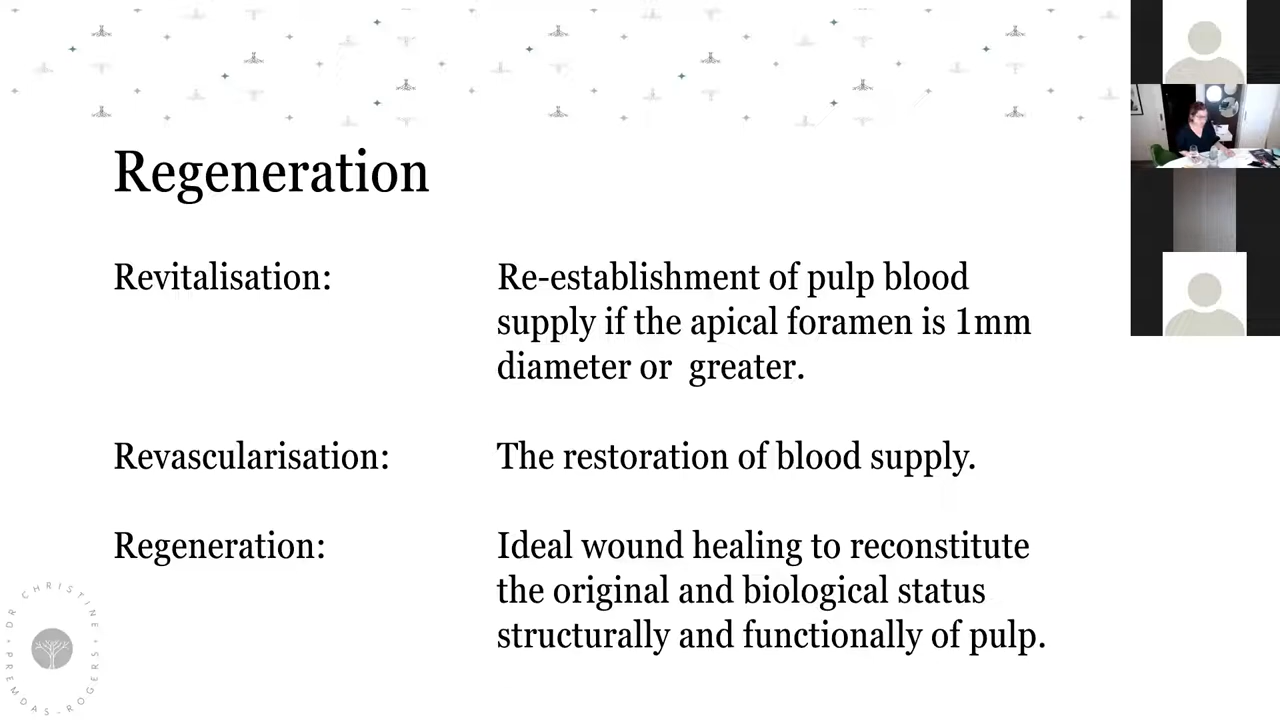 Regeneration
Revitalisation:
Re-establishment of pulp blood
supply if the apical foramen is 1mm
diameter or  greater.
Revascularisation:
The restoration of blood supply.
Regeneration:
Ideal wound healing to reconstitute
the original and biological status
structurally and functionally of pulp.
DR CHRISTINE • PREMDAS-ROGERS •